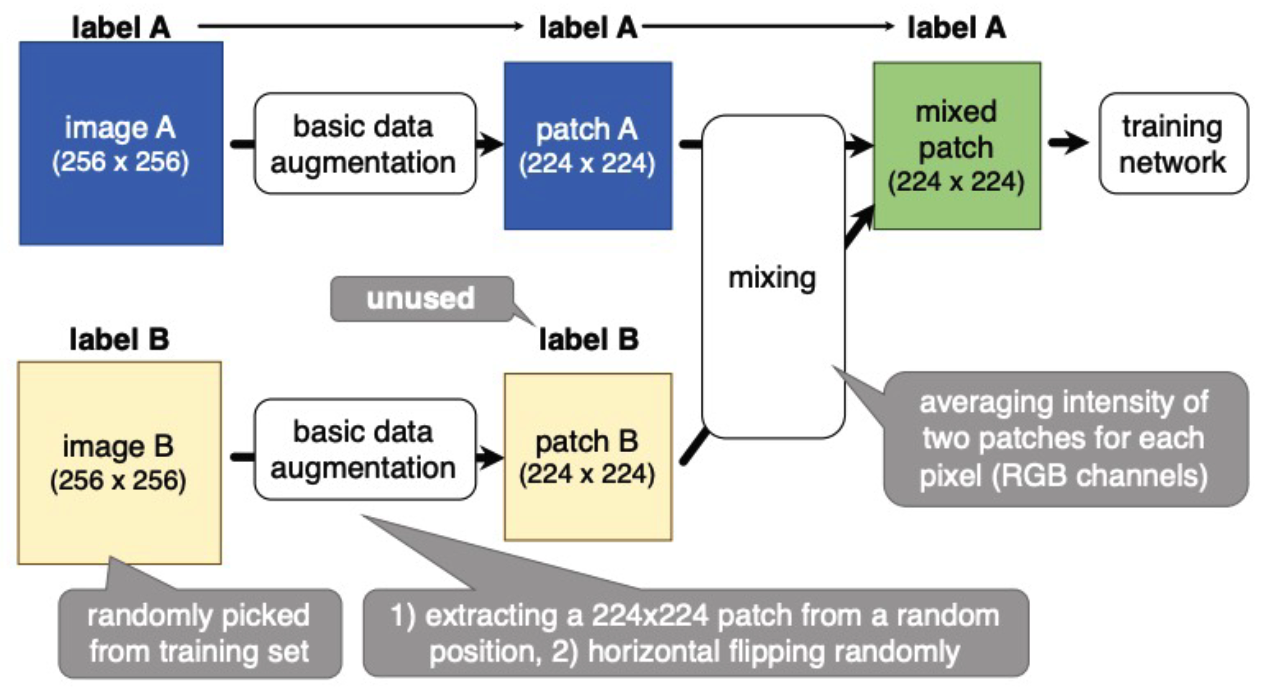 label A
label A
label A
image A
(256 x 256)
basic data
augmentation
patch A
(224 x 224)
mixed
patch
(224 x 224)
training
network
mixing
unused
label B
label B
image B
(256 x 256)
basic data
augmentation
patch B
(224 x 224)
averaging intensity of
two patches for each
pixel (RGB channels)
randomly picked
from training set
1) extracting a 224x224 patch from a random
position, 2) horizontal flipping randomly